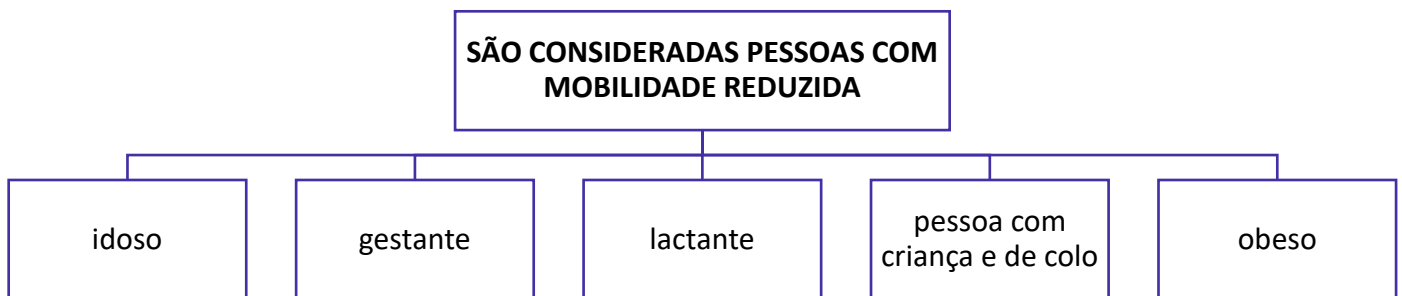 SÃO CONSIDERADAS PESSOAS COM
MOBILIDADE REDUZIDA
idoso
gestante
lactante
pessoa com
criança e de colo
obeso